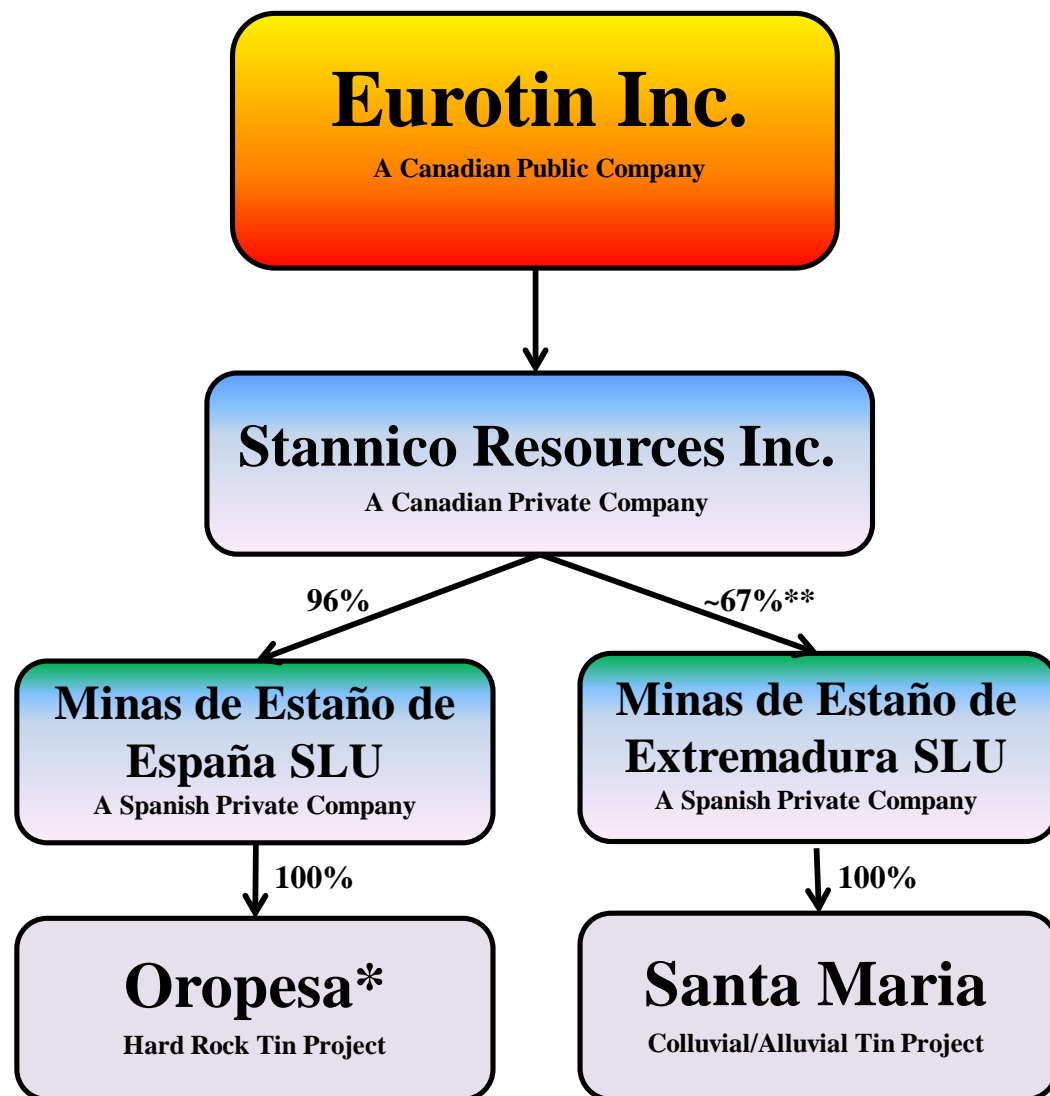 Eurotin Inc.
A Canadian Public Company
Stannico Resources Inc.
A Canadian Private Company
96%
~67%**
Minas de Estaño de
España SLU
A Spanish Private Company
Minas de Estaño de
Extremadura SLU
A Spanish Private Company
100%
100%
Oropesa*
Hard Rock Tin Project
Santa Maria
Colluvial/Alluvial Tin Project